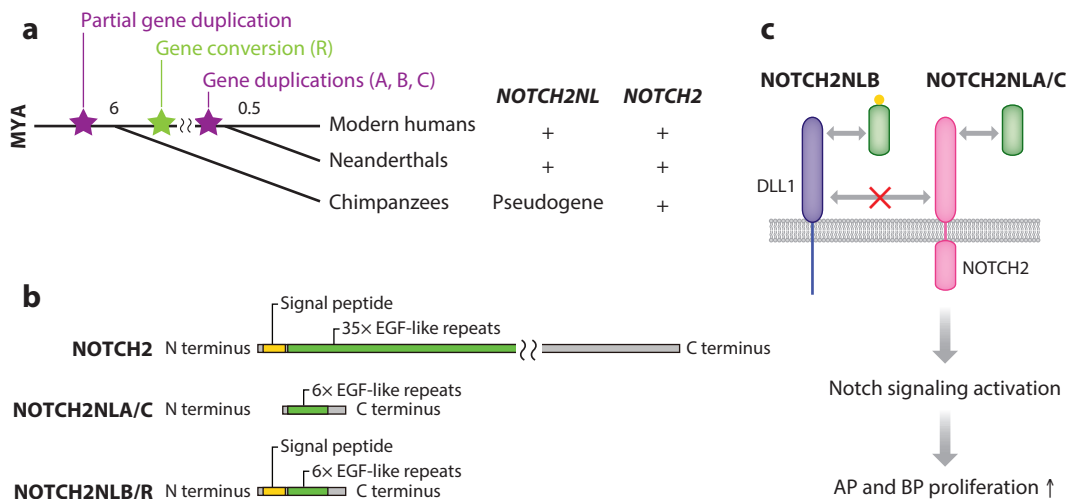 a
Partial gene duplication
Gene conversion (R)
Gene duplications (A, B, C)
MYA
6
0.5
NOTCH2NL NOTCH2
Modern humans + +
Neanderthals + +
Chimpanzees Pseudogene +
b
Signal peptide
35× EGF-like repeats
NOTCH2 N terminus C terminus
6× EGF-like repeats
NOTCH2NLA/C N terminus C terminus
Signal peptide
6× EGF-like repeats
NOTCH2NLB/R N terminus C terminus
c
NOTCH2NLB NOTCH2NLA/C
DLL1
NOTCH2
Notch signaling activation
AP and BP proliferation ↑